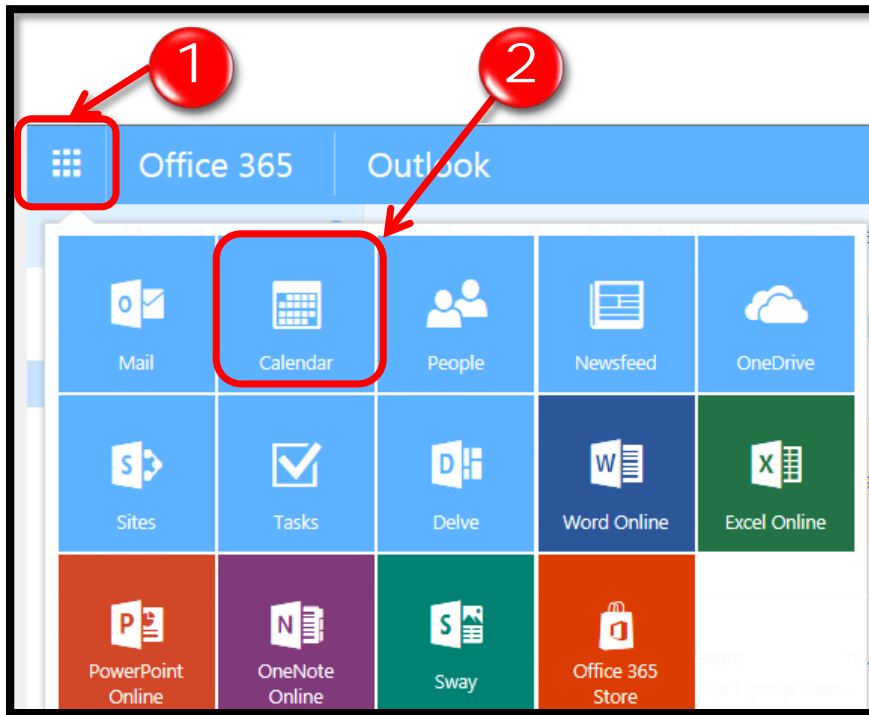 1
2
Office 365
Outlook
Mail
Calendar
People
Newsfeed
OneDrive
Sites
Tasks
Delve
Word Online
Excel Online
PowerPoint
Online
OneNote
Online
Sway
Office 365
Store